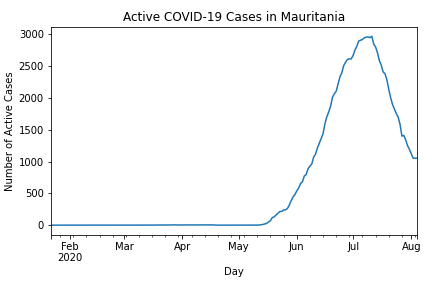 Active COVID-19 Cases in Mauritania
Number of Active Cases
3000
2500
2000
1500
1000
500
0
Feb Mar Apr May Jun Jul Aug
2020
Day